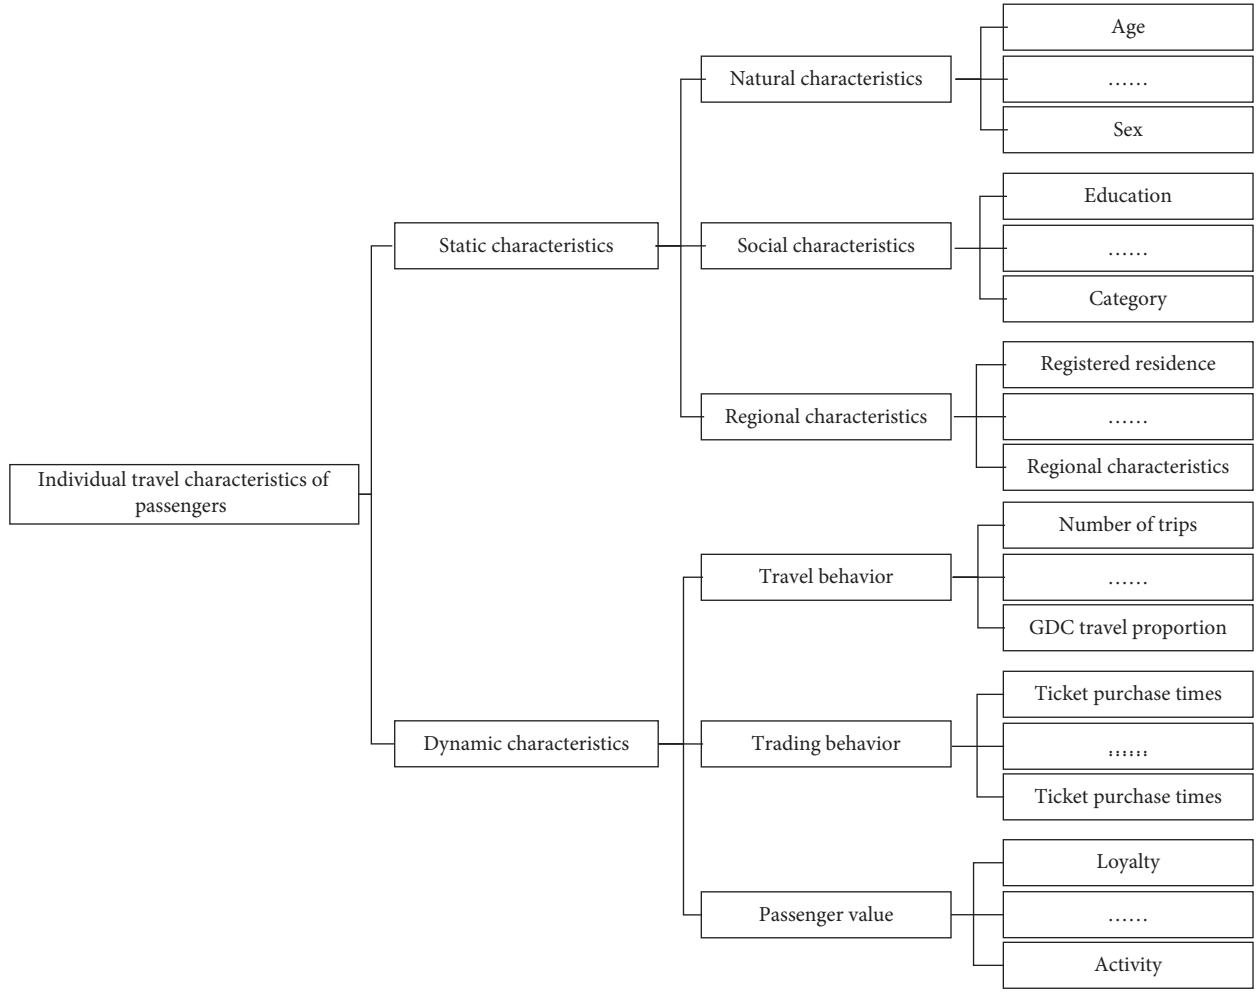 Individual travel characteristics of
passengers
Static characteristics
Natural characteristics
Age
......
Sex
Social characteristics
Education
......
Category
Regional characteristics
Registered residence
......
Regional characteristics
Dynamic characteristics
Travel behavior
Number of trips
......
GDC travel proportion
Trading behavior
Ticket purchase times
......
Ticket purchase times
Passenger value
Loyalty
......
Activity